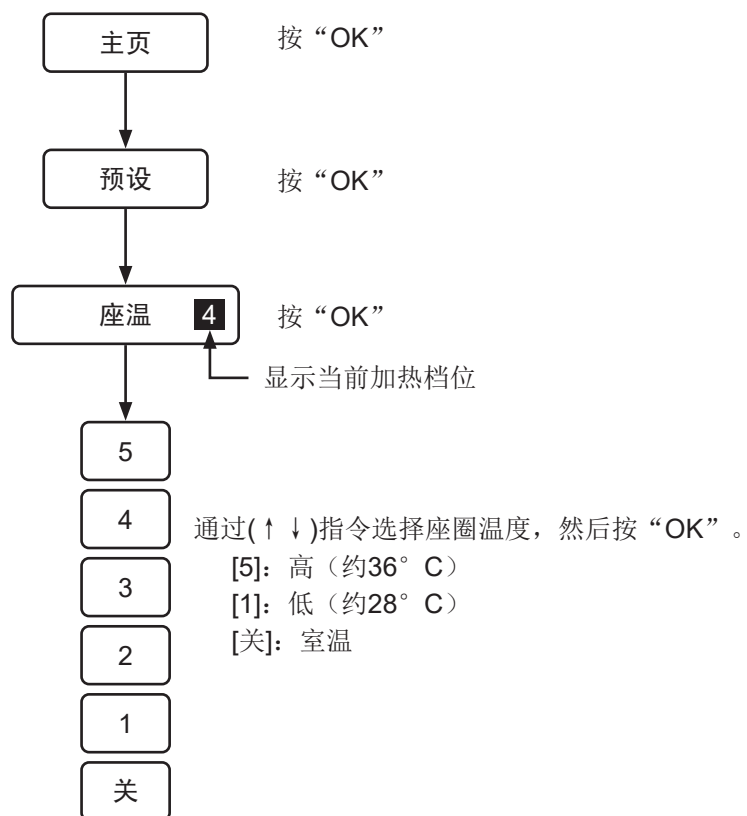 主页 按“OK”
预设 按“OK”
座温 4 按“OK”
显示当前加热档位
5
4
通过(↑↓)指令选择座圈温度，然后按“OK”。
[5]：高（约36°C）
3
[1]：低（约28°C）
2
[关]：室温
1
关